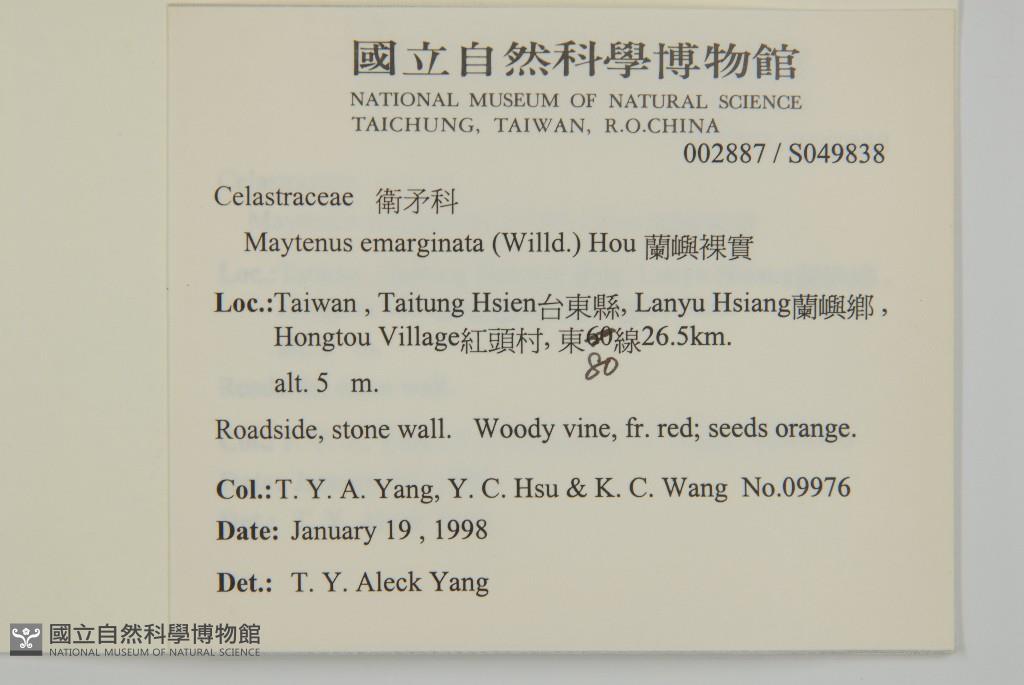 國立自然科學博物館
NATIONAL MUSEUM OF NATURAL SCIENCE
TAICHUNG, TAIWAN, R.O.CHINA
002887 / S049838
Celastraceae 衛矛科
Maytenus emarginata (Willd.) Hou 蘭嶼裸實
Loc.:Taiwan , Taitung Hsien台東縣, Lanyu Hsiang蘭嶼鄉 ,
Hongtou Village紅頭村, 東60線26.5km.
80
alt. 5 m.
Roadside, stone wall. Woody vine, fr. red; seeds orange.
Col.:T. Y. A. Yang, Y. C. Hsu & K. C. Wang No.09976
Date: January 19 , 1998
Det.: T. Y. Aleck Yang
國立自然科學博物館
NATIONAL MUSEUM OF NATURAL SCIENCE